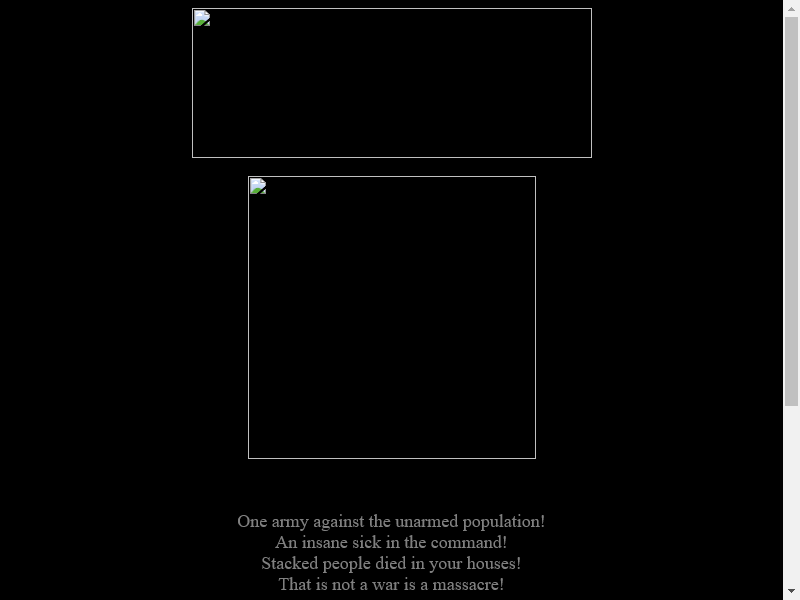 One army against the unarmed population!
An insane sick in the command!
Stacked people died in your houses!
That is not a war is a massacre!